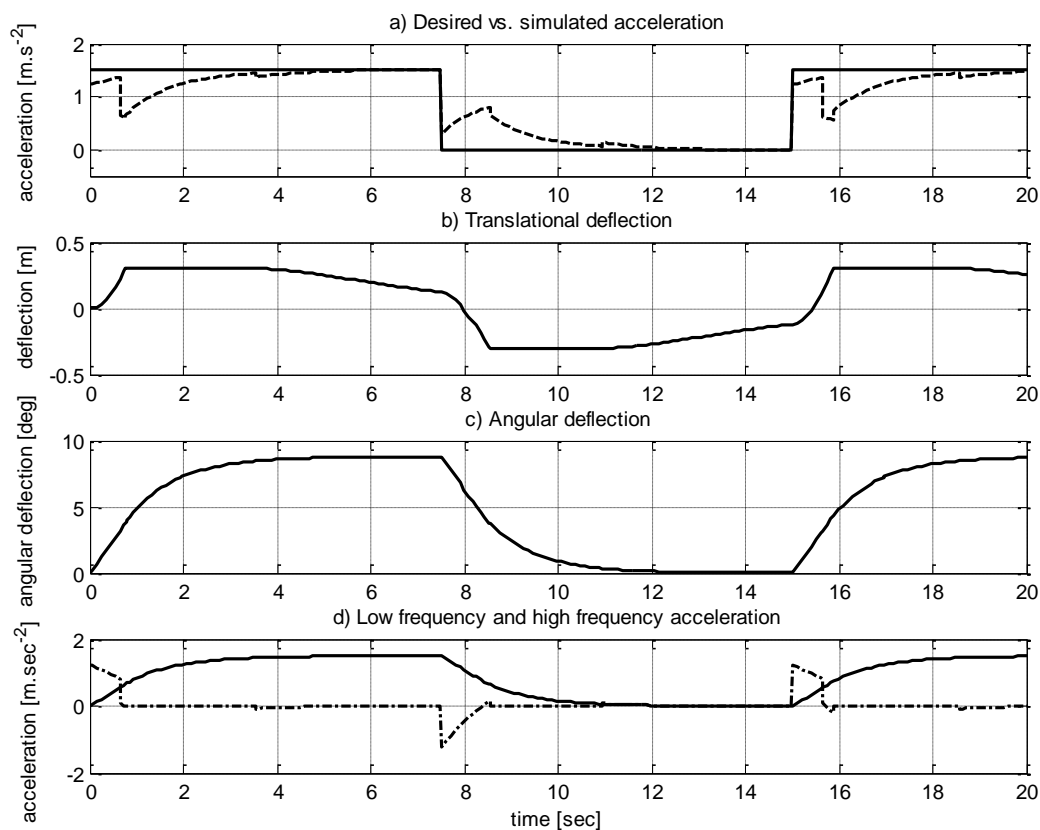 a) Desired vs. simulated acceleration
acceleration [m.s-2]
2
1
0
0 2 4 6 8 10 12 14 16 18 20
b) Translational deflection
deflection [m]
0.5
0
-0.5
0 2 4 6 8 10 12 14 16 18 20
c) Angular deflection
angular deflection [deg]
10
5
0
0 2 4 6 8 10 12 14 16 18 20
d) Low frequency and high frequency acceleration
acceleration [m.sec-2]
2
0
-2
0 2 4 6 8 10 12 14 16 18 20
time [sec]